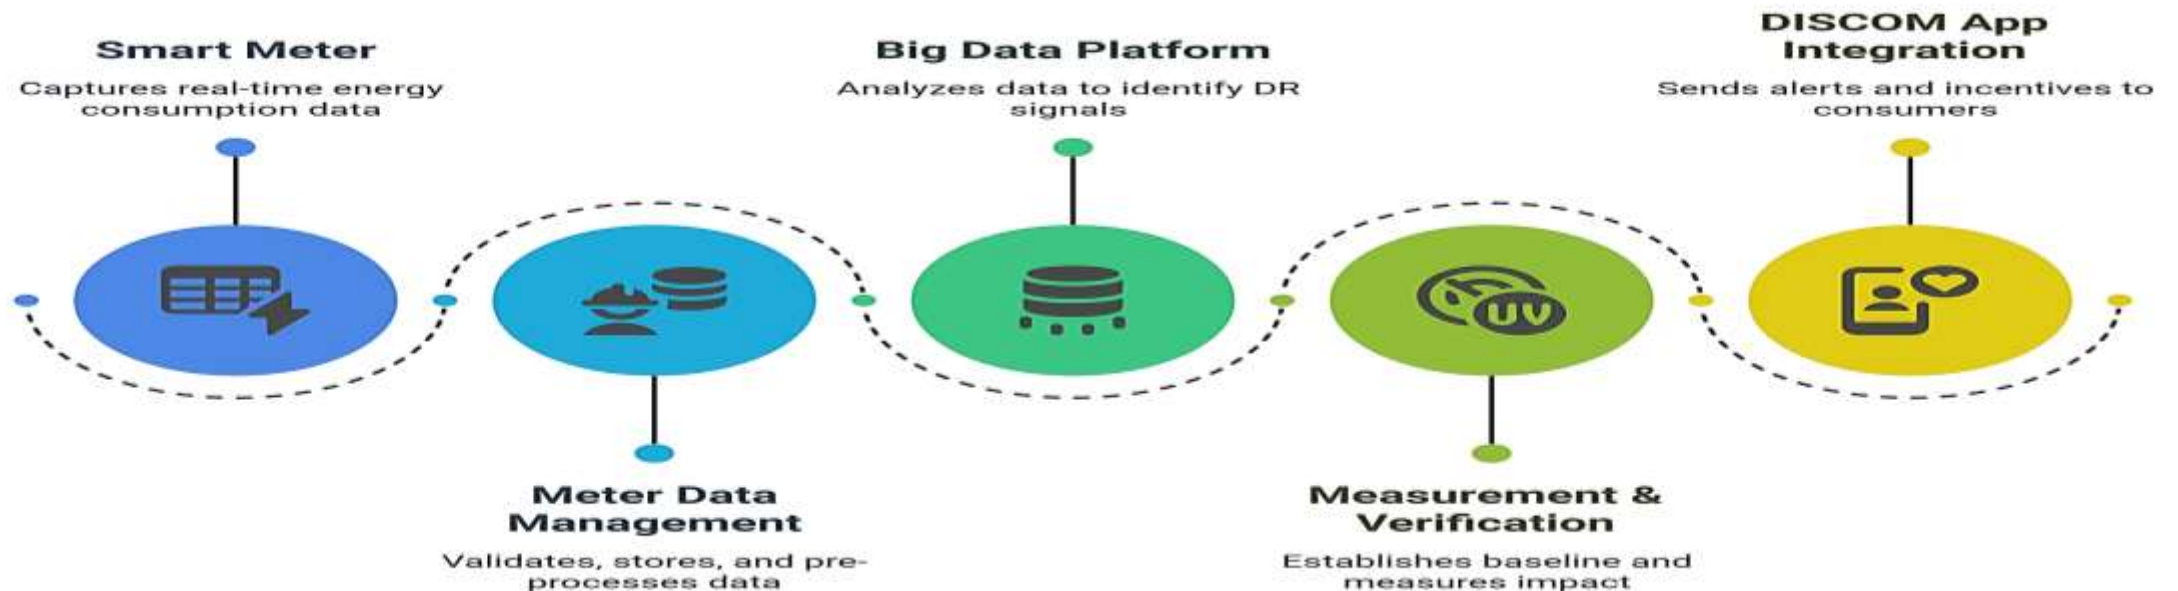 Smart Meter
Captures real-time energy
consumption data
Meter Data
Management
Validates, stores, and pre-
processes data
Big Data Platform
Analyzes data to identify DR
signals
UV
Measurement &
Verification
Establishes baseline and
measures impact
DISCOM App
Integration
Sends alerts and incentives to
consumers